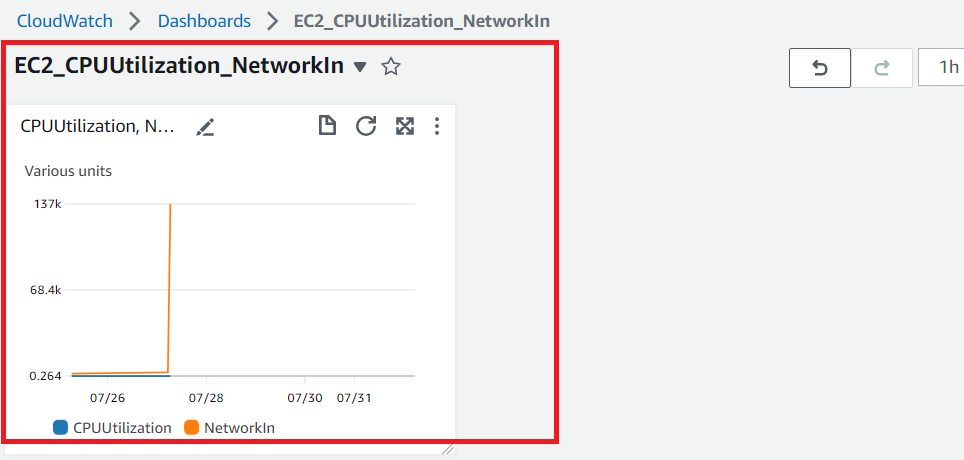 CloudWatch > Dashboards > EC2_CPUUtilization_NetworkIn
EC2_CPUUtilization_NetworkIn
1h
CPUUtilization, N...
Various units
137k
68.4k
0.264
07/26 07/28 07/30 07/31
CPUUtilization NetworkIn